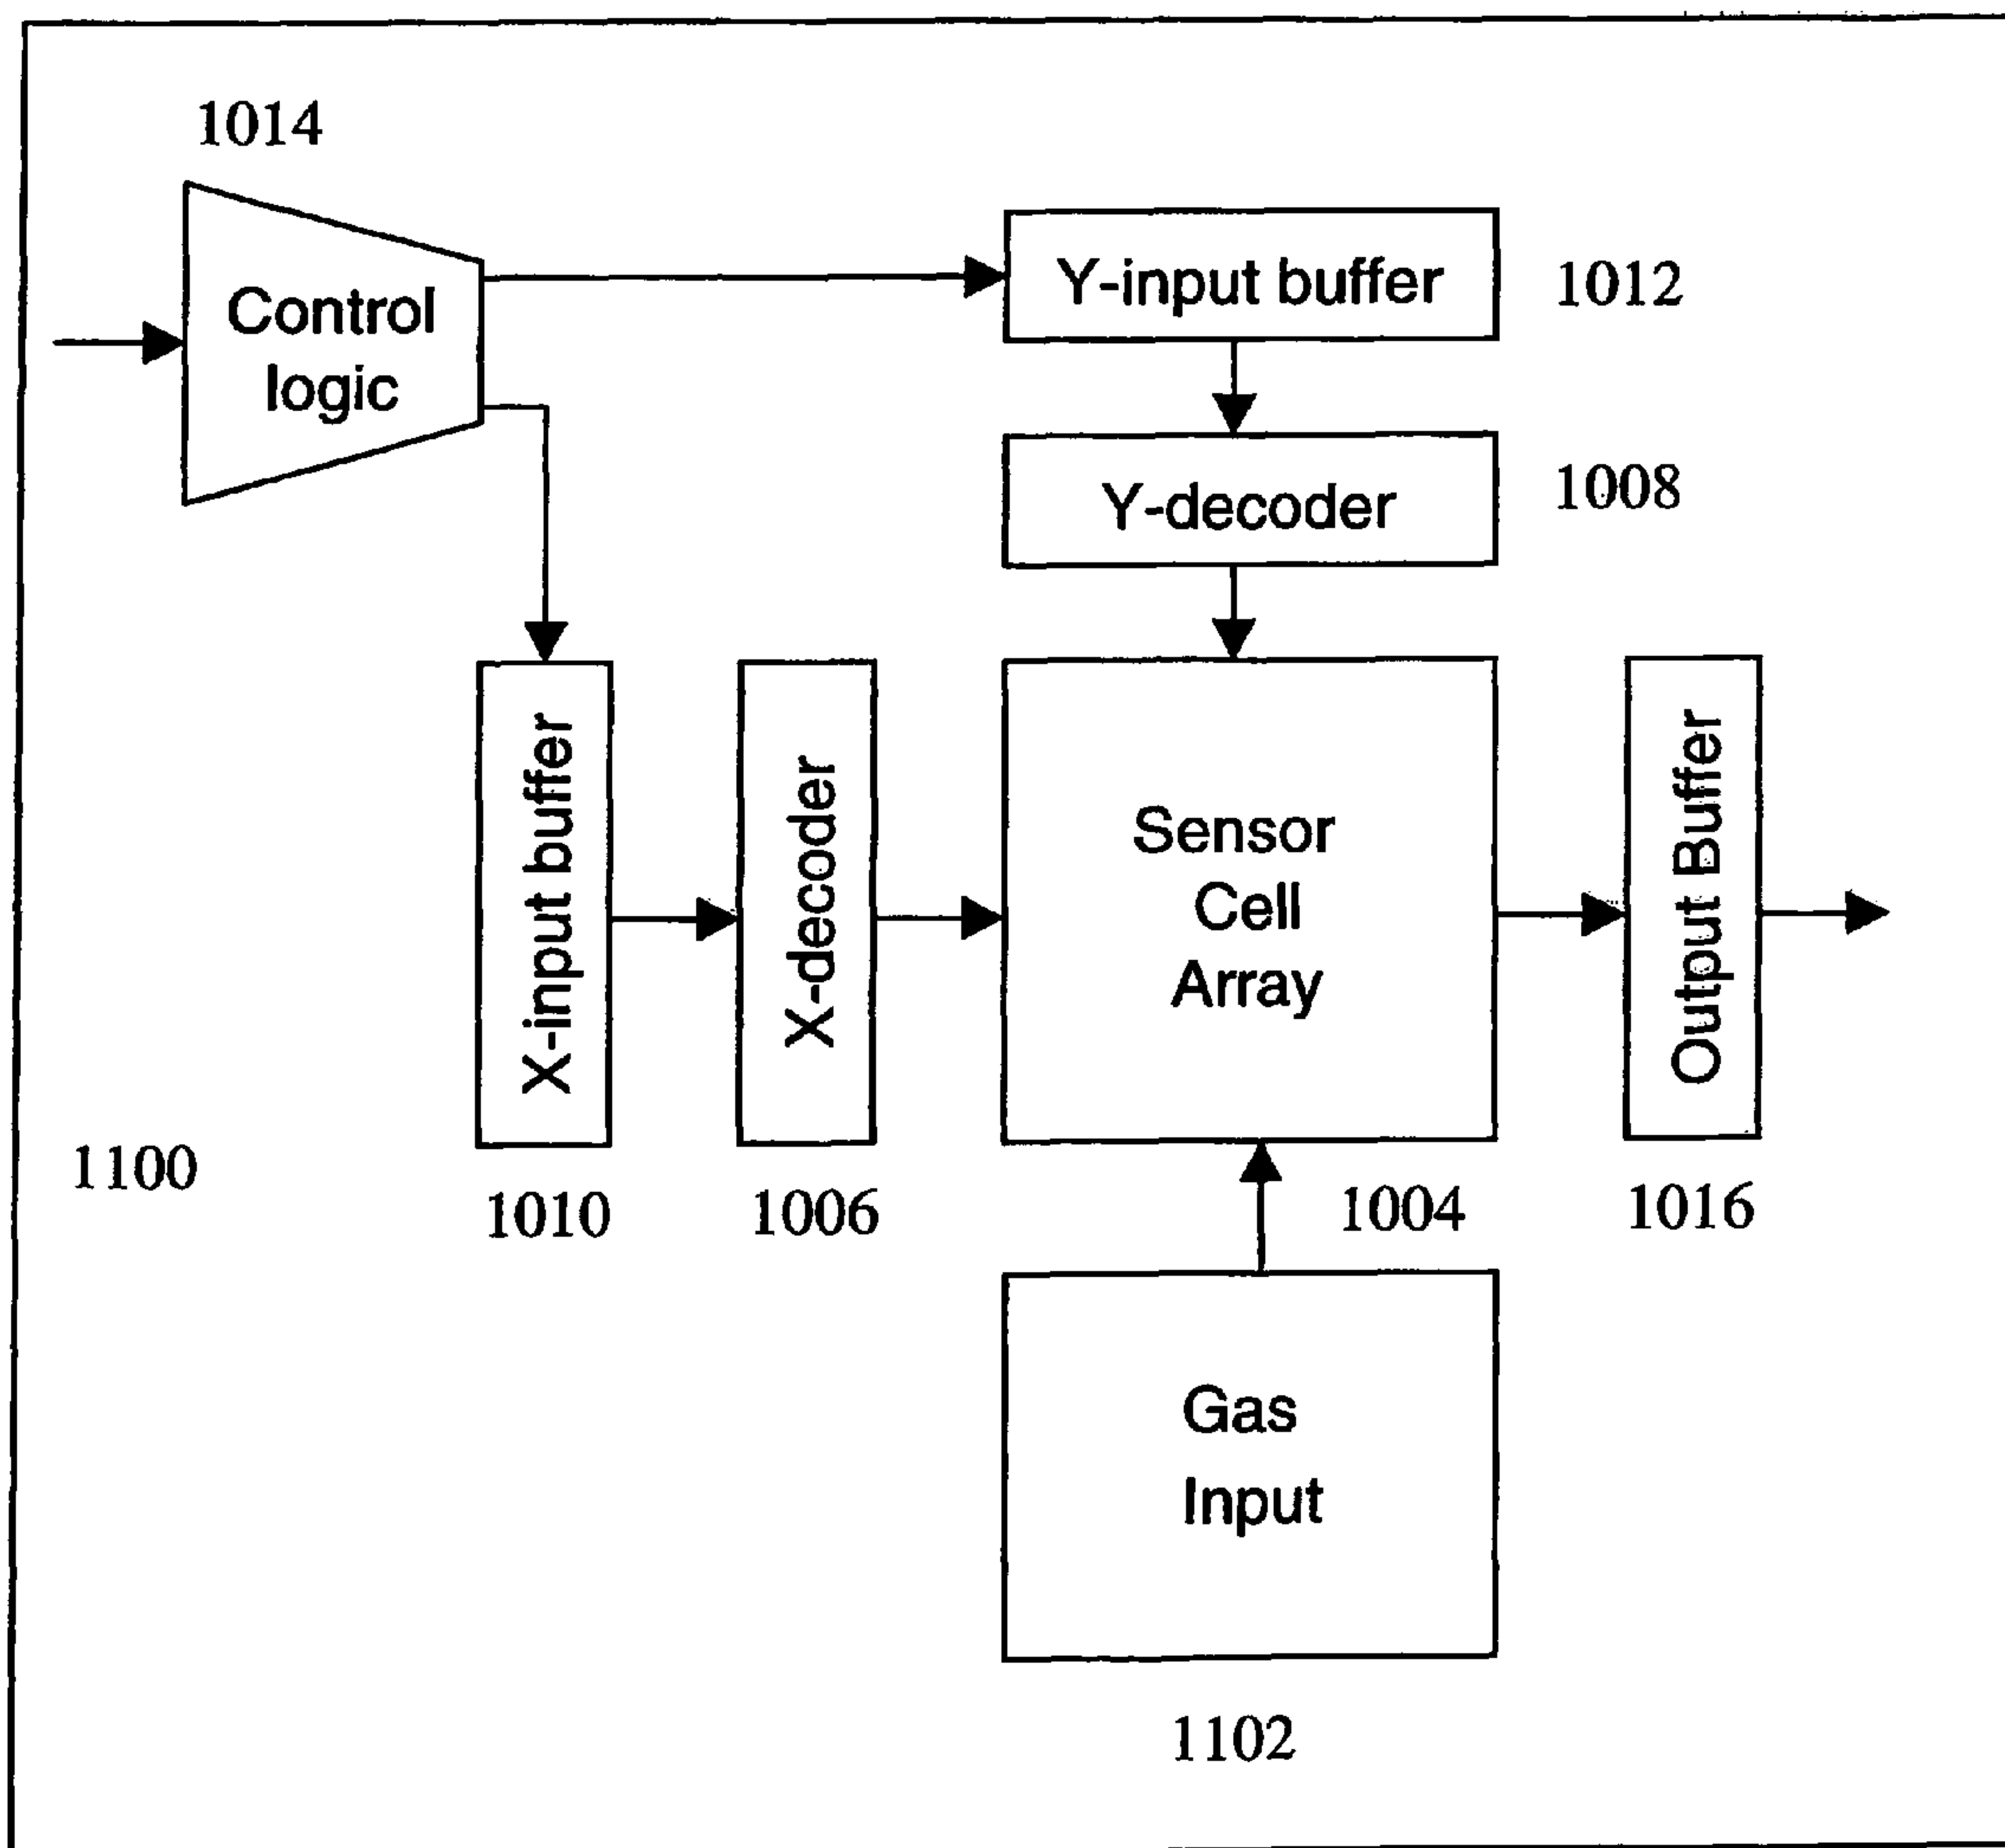 1014
Control
logic
Y-input buffer
1012
Y-decoder
1008
X-input buffer
X-decoder
Sensor
Cell
Array
Output Buffer
1100
1010
1006
1004
1016
Gas
Input
1102